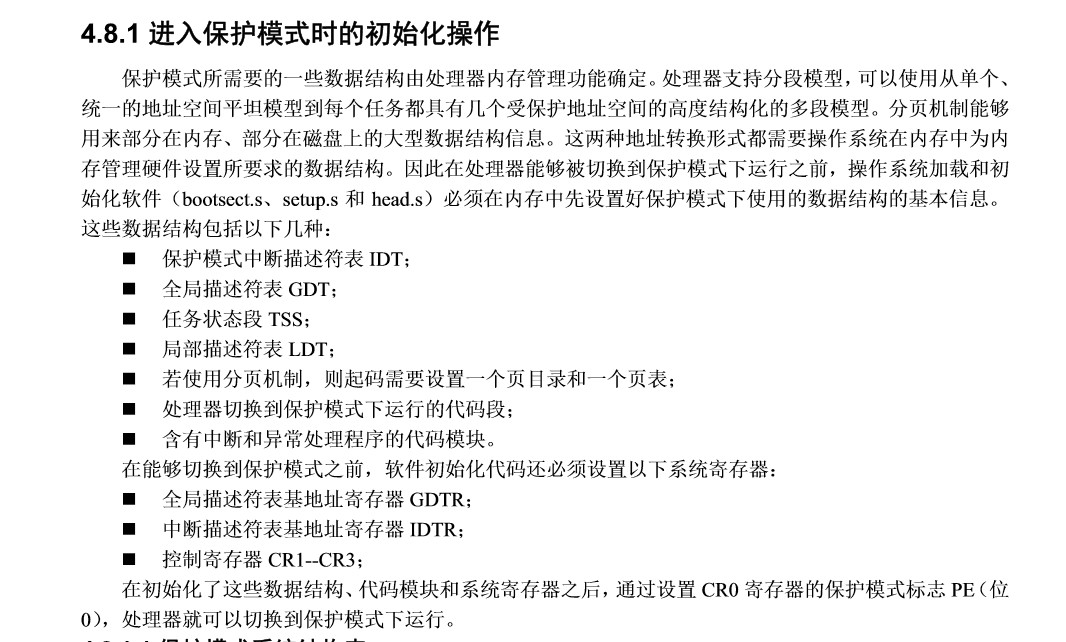 4.8.1 进入保护模式时的初始化操作
保护模式所需要的一些数据结构由处理器内存管理功能确定。处理器支持分段模型，可以使用从单个、
统一的地址空间平坦模型到每个任务都具有几个受保护地址空间的高度结构化的多段模型。分页机制能够
用来部分在内存、部分在磁盘上的大型数据结构信息。这两种地址转换形式都需要操作系统在内存中为内
存管理硬件设置所要求的数据结构。因此在处理器能够被切换到保护模式下运行之前，操作系统加载和初
始化软件（bootsect.s、setup.s 和 head.s）必须在内存中先设置好保护模式下使用的数据结构的基本信息。
这些数据结构包括以下几种：
■ 保护模式中断描述符表 IDT；
■ 全局描述符表 GDT；
■ 任务状态段 TSS；
■ 局部描述符表 LDT；
■ 若使用分页机制，则起码需要设置一个页目录和一个页表；
■ 处理器切换到保护模式下运行的代码段；
■ 含有中断和异常处理程序的代码模块。
在能够切换到保护模式之前，软件初始化代码还必须设置以下系统寄存器：
■ 全局描述符表基地址寄存器 GDTR；
■ 中断描述符表基地址寄存器 IDTR；
■ 控制寄存器 CR1--CR3；
在初始化了这些数据结构、代码模块和系统寄存器之后，通过设置 CR0 寄存器的保护模式标志 PE（位
0），处理器就可以切换到保护模式下运行。